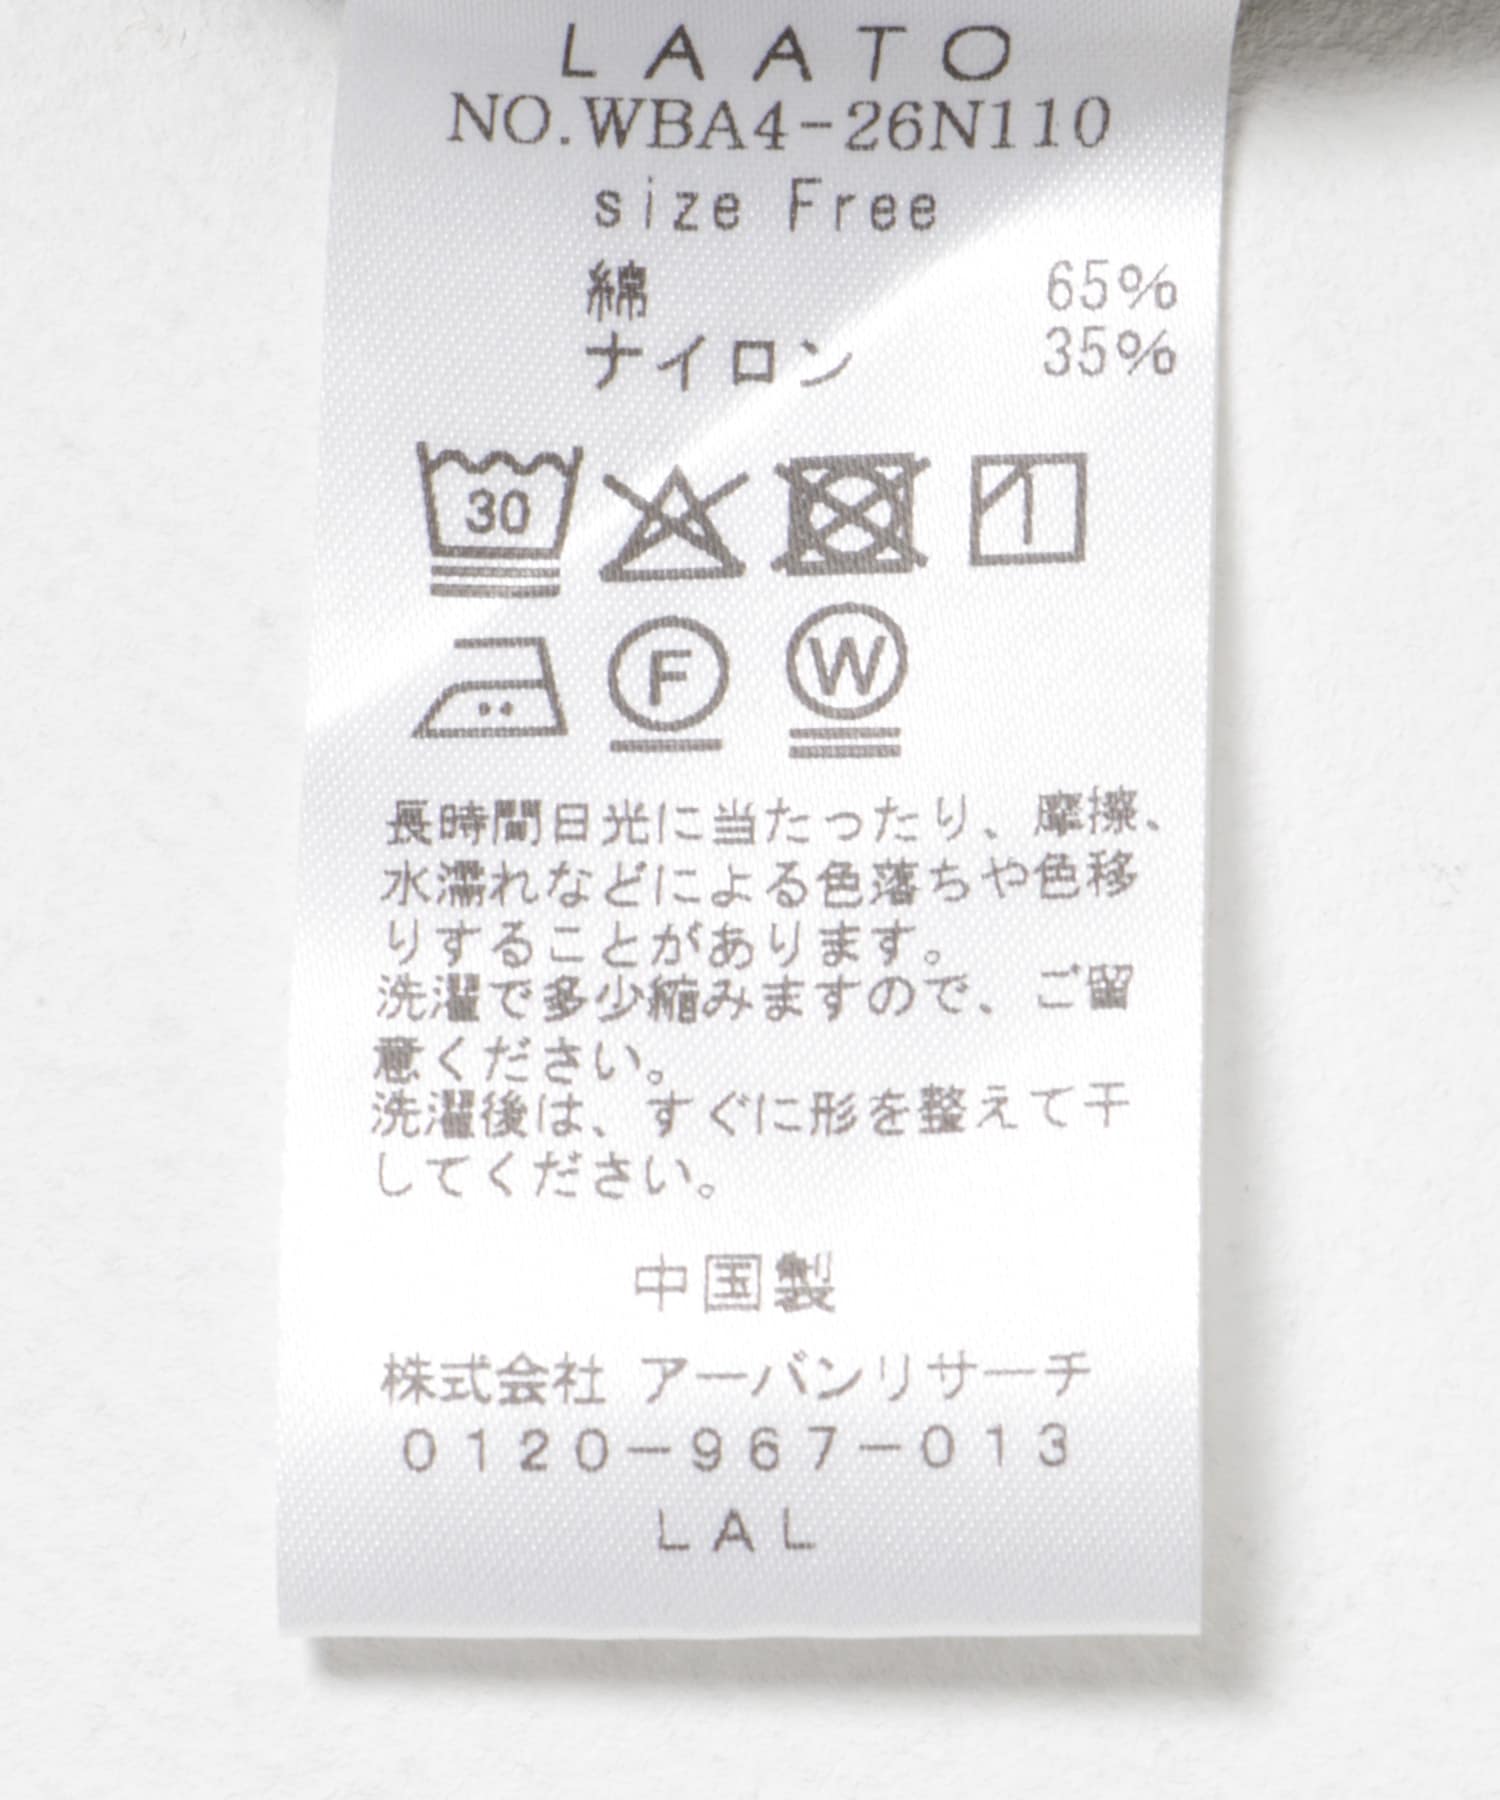 LAATO
NO.WBA4-26N110
size Free
綿 65%
ナイロン 35%
30
F W
長時間日光に当たったり、摩擦、
水濡れなどによる色落ちや色移
りすることがあります。
洗濯で多少縮みますので、ご留
意ください。
洗濯後は、すぐに形を整えて干
してください。
中国製
株式会社 アーバンリサーチ
0120-967-013
LAL